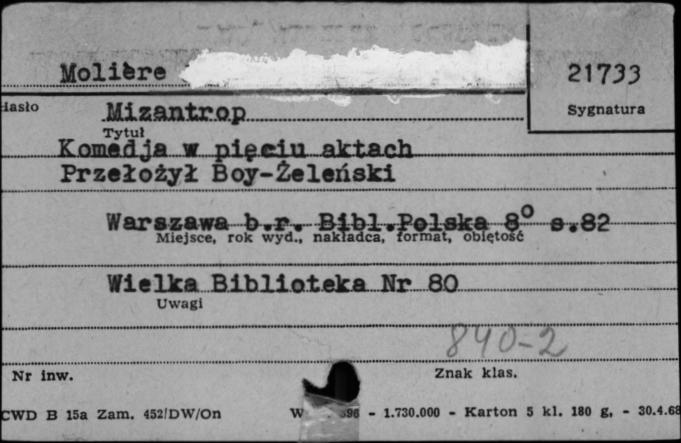 Molière
21733
Hasło
Sygnatura
Mizantrop
Tytuł
Komedja w pięciu aktach
Przełożył Boy-Żeleński
Warszawa b.r. Bibl.Polska 8° s.82
Miejsce, rok wyd., nakładca, format, objętość
Wielka Biblioteka Nr 80
Uwagi
840-2
Nr inw.
Znak klas.
CWD B 15a Zam. 452/DW/On W 396 - 1.730.000 - Karton 5 kl. 180 g, - 30.4.68